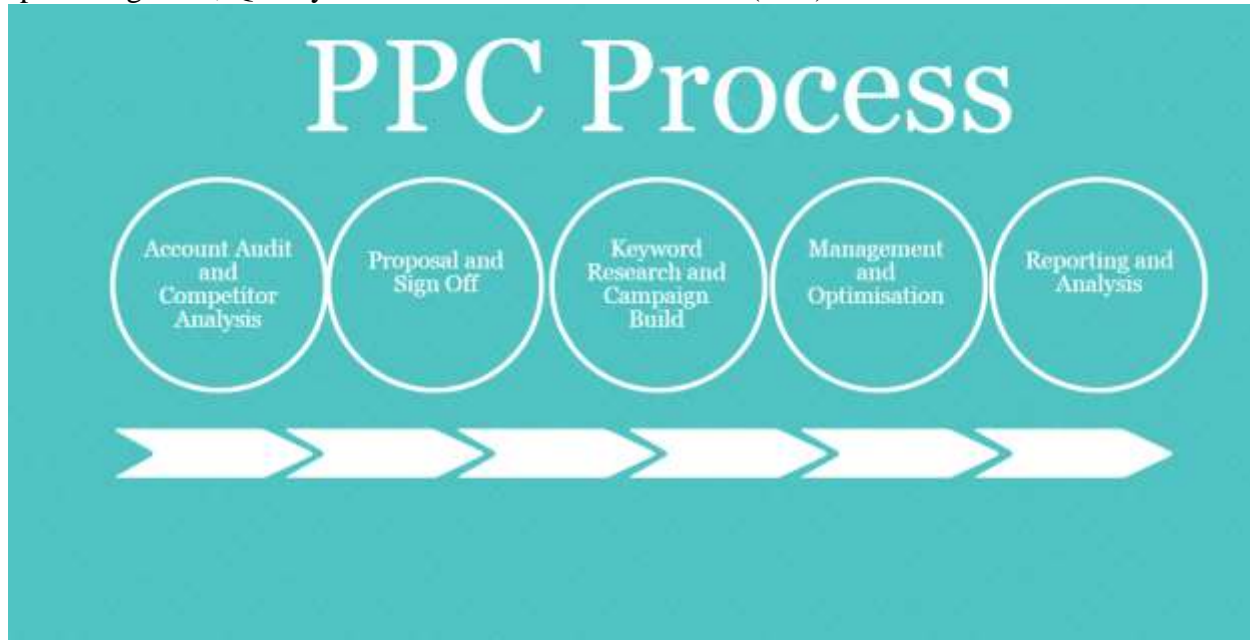 PPC Process
Account Audit
and
Competitor
Analysis
Proposal and
Sign Off
Keyword
Research and
Campaign
Build
Management
and
Optimisation
Reporting and
Analysis